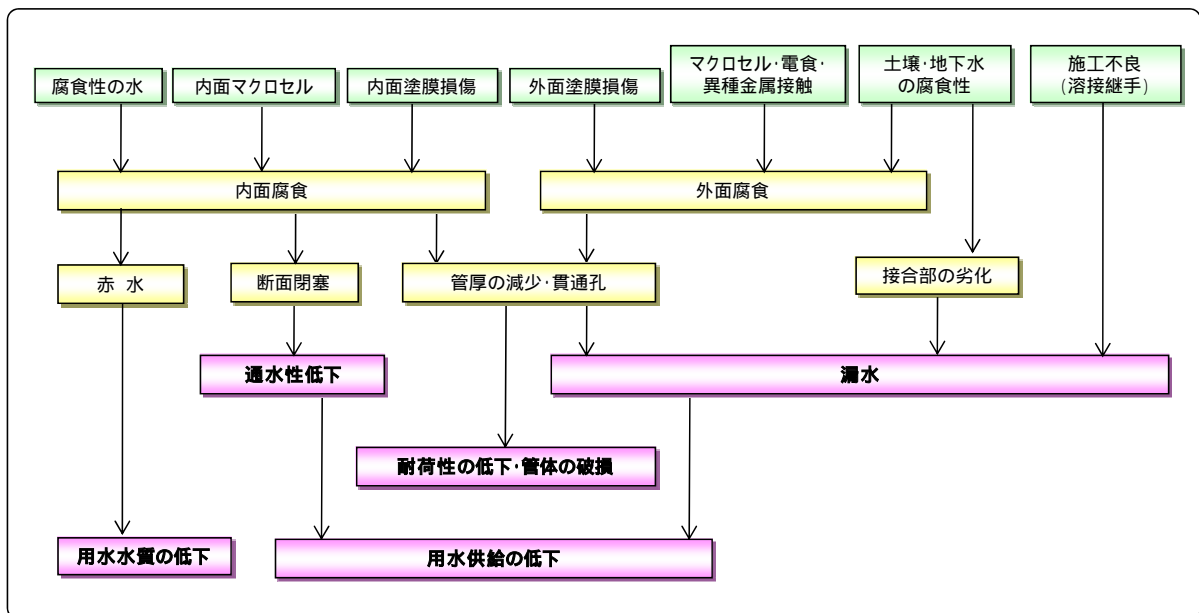 腐食性の水
内面マクロセル
内面塗膜損傷
外面塗膜損傷
マクロセル･電食･
異種金属接触
土壌･地下水
の腐食性
施工不良
(溶接継手)
内面腐食
外面腐食
赤 水
断面閉塞
管厚の減少･貫通孔
接合部の劣化
通水性低下
漏水
耐荷性の低下･管体の破損
用水水質の低下
用水供給の低下